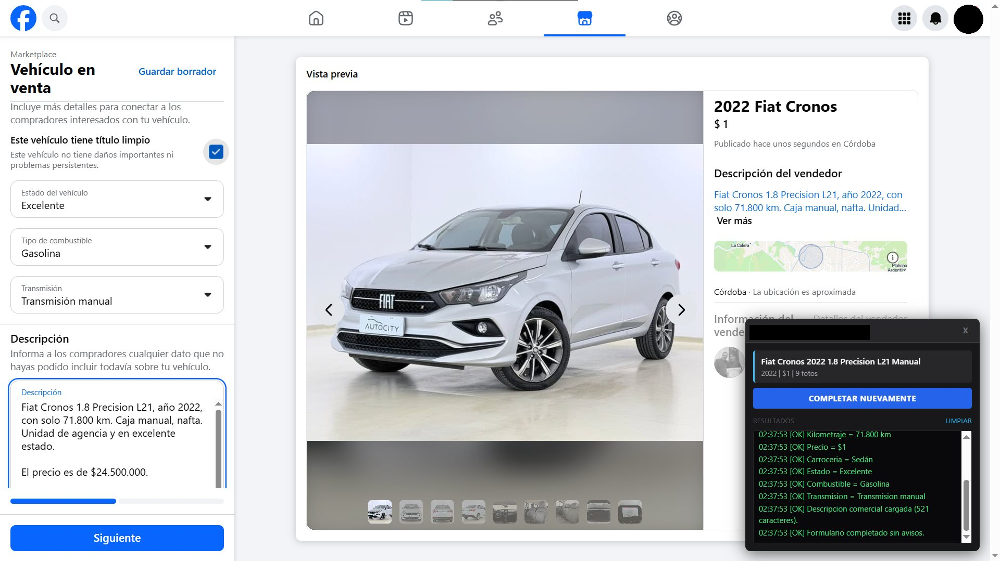 Marketplace
Vehículo en
venta
Guardar borrador
Incluye más detalles para conectar a los
compradores interesados con tu vehículo.
Este vehículo tiene título limpio
Este vehículo no tiene daños importantes ni
problemas persistentes.
Estado del vehículo
Excelente
Tipo de combustible
Gasolina
Transmisión
Transmisión manual
Descripción
Informa a los compradores cualquier dato que no
hayas podido incluir todavía sobre tu vehículo.
Descripción
Fiat Cronos 1.8 Precision L21, año 2022,
con solo 71.800 km. Caja manual, nafta.
Unidad de agencia y en excelente
estado.
El precio es de $24.500.000.
Siguiente
Vista previa
FIAT
AUTOCITY
2022 Fiat Cronos
$ 1
Publicado hace unos segundos en Córdoba
Descripción del vendedor
Fiat Cronos 1.8 Precision L21, año 2022, con
solo 71.800 km. Caja manual, nafta. Unidad...
Ver más
La Calera
Malvina
Argentin
Córdoba · La ubicación es aproximada
Información del
vende
Detalles del vendedor
X
Fiat Cronos 2022 1.8 Precision L21 Manual
2022 | $1 | 9 fotos
COMPLETAR NUEVAMENTE
RESULTADOS
LIMPIAR
02:37:53 [OK] Kilometraje = 71.800 km
02:37:53 [OK] Precio = $1
02:37:53 [OK] Carroceria = Sedán
02:37:53 [OK] Estado = Excelente
02:37:53 [OK] Combustible = Gasolina
02:37:53 [OK] Transmision = Transmision manual
02:37:53 [OK] Descripcion comercial cargada (521
caracteres).
02:37:53 [OK] Formulario completado sin avisos.